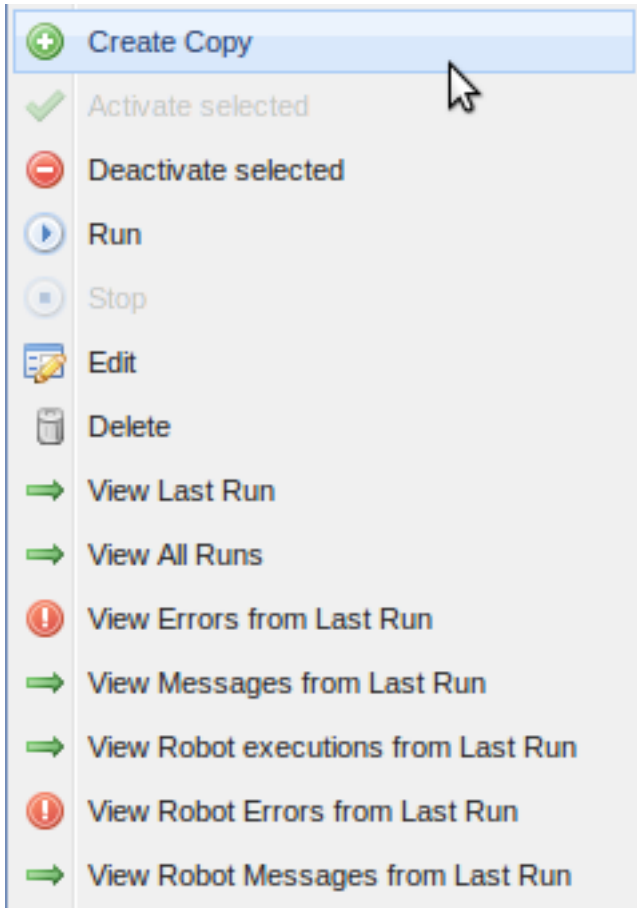 Create Copy
Activate selected
Deactivate selected
Run
Stop
Edit
Delete
View Last Run
View All Runs
View Errors from Last Run
View Messages from Last Run
View Robot executions from Last Run
View Robot Errors from Last Run
View Robot Messages from Last Run